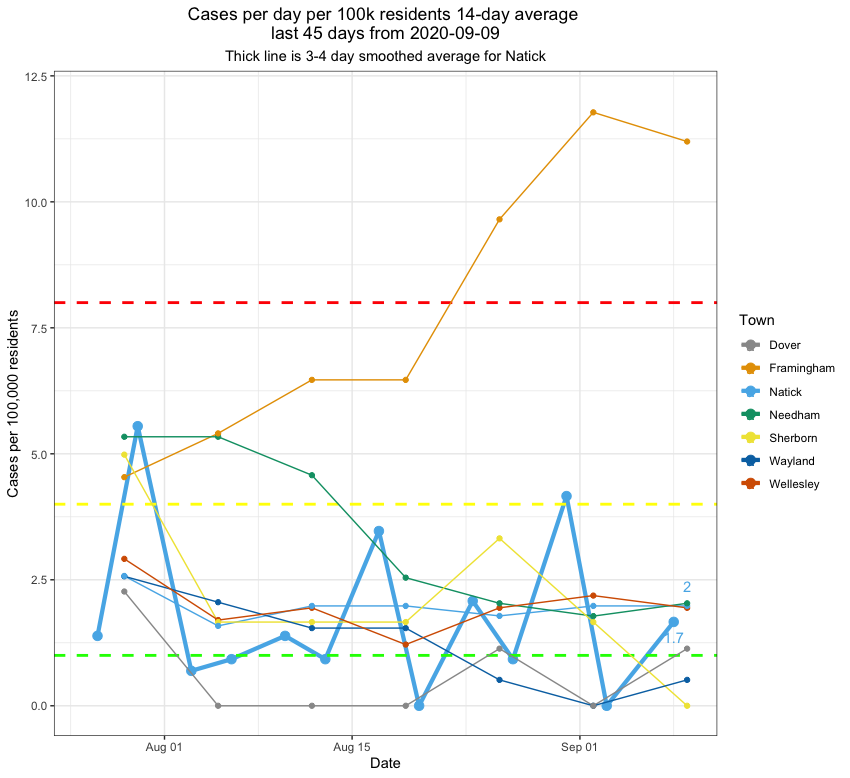 Cases per day per 100k residents 14-day average
last 45 days from 2020-09-09
Thick line is 3-4 day smoothed average for Natick
Cases per 100,000 residents
12.5
10.0
7.5
5.0
2.5
0.0
2
1.7
Aug 01
Aug 15
Sep 01
Date
Town
Dover
Framingham
Natick
Needham
Sherborn
Wayland
Wellesley